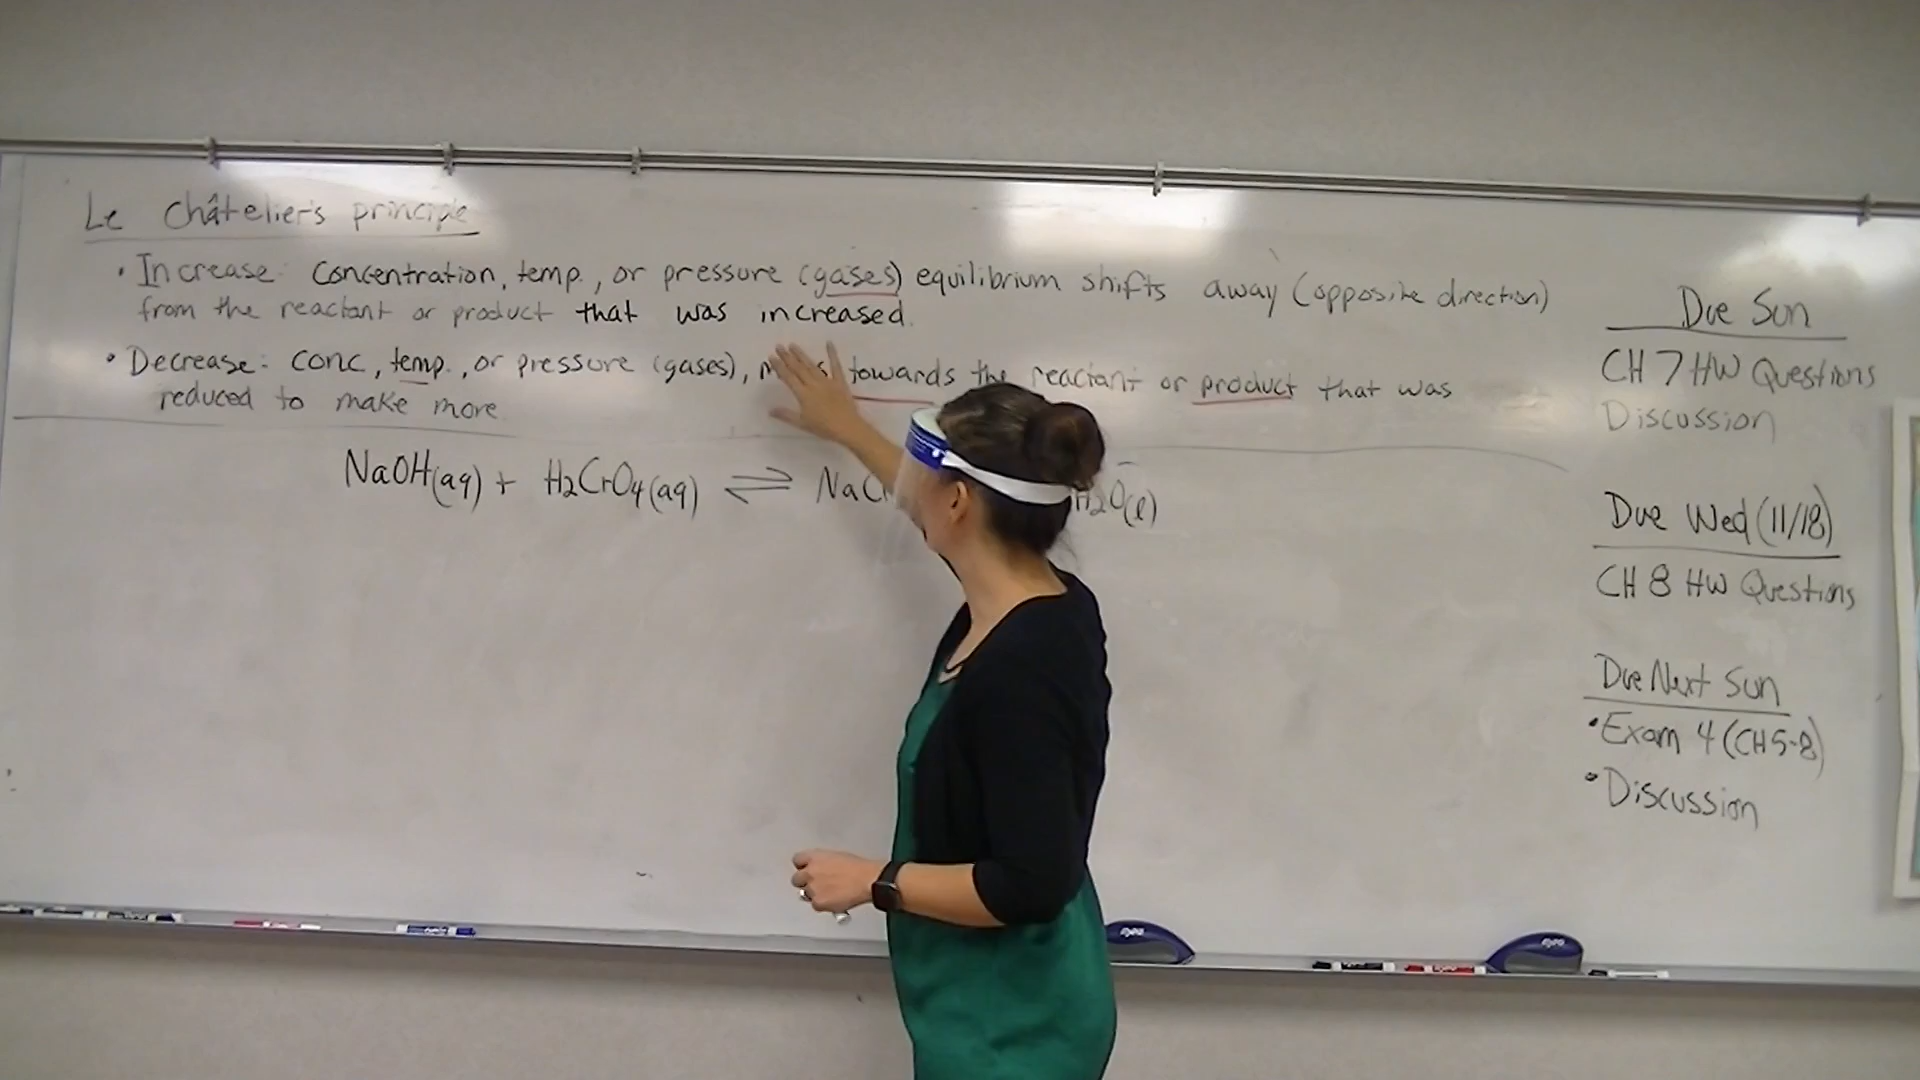 Le Châtelier's principle
• Increase: Concentration, temp., or pressure (gases) equilibrium shifts away (opposite direction)
from the reactant or product that was increased.
• Decrease: conc, temp., or pressure (gases), towards the reactant or product that was
reduced to make more
NaOH(aq) + H₂CrO₄(aq) ⇌ H₂O(l)
Due Sun
CH 7 HW Questions
Discussion
Due Wed (11/18)
CH 8 HW Questions
Due Next Sun
• Exam 4 (CH 5-8)
• Discussion
EXPO
EXPO